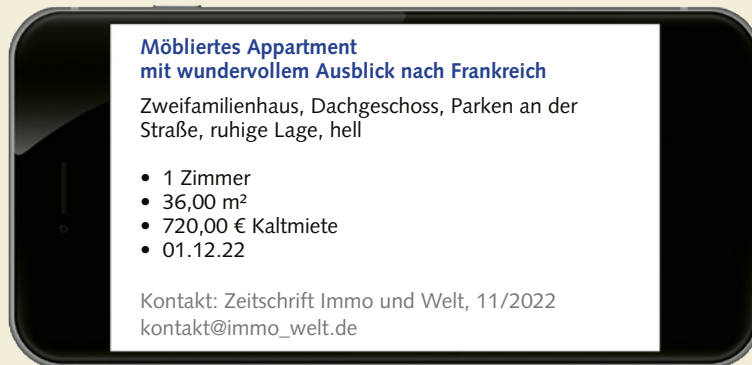 Möbliertes Appartment
mit wundervollem Ausblick nach Frankreich
Zweifamilienhaus, Dachgeschoss, Parken an der
Straße, ruhige Lage, hell
• 1 Zimmer
• 36,00 m²
• 720,00 € Kaltmiete
• 01.12.22
Kontakt: Zeitschrift Immo und Welt, 11/2022
kontakt@immo_welt.de